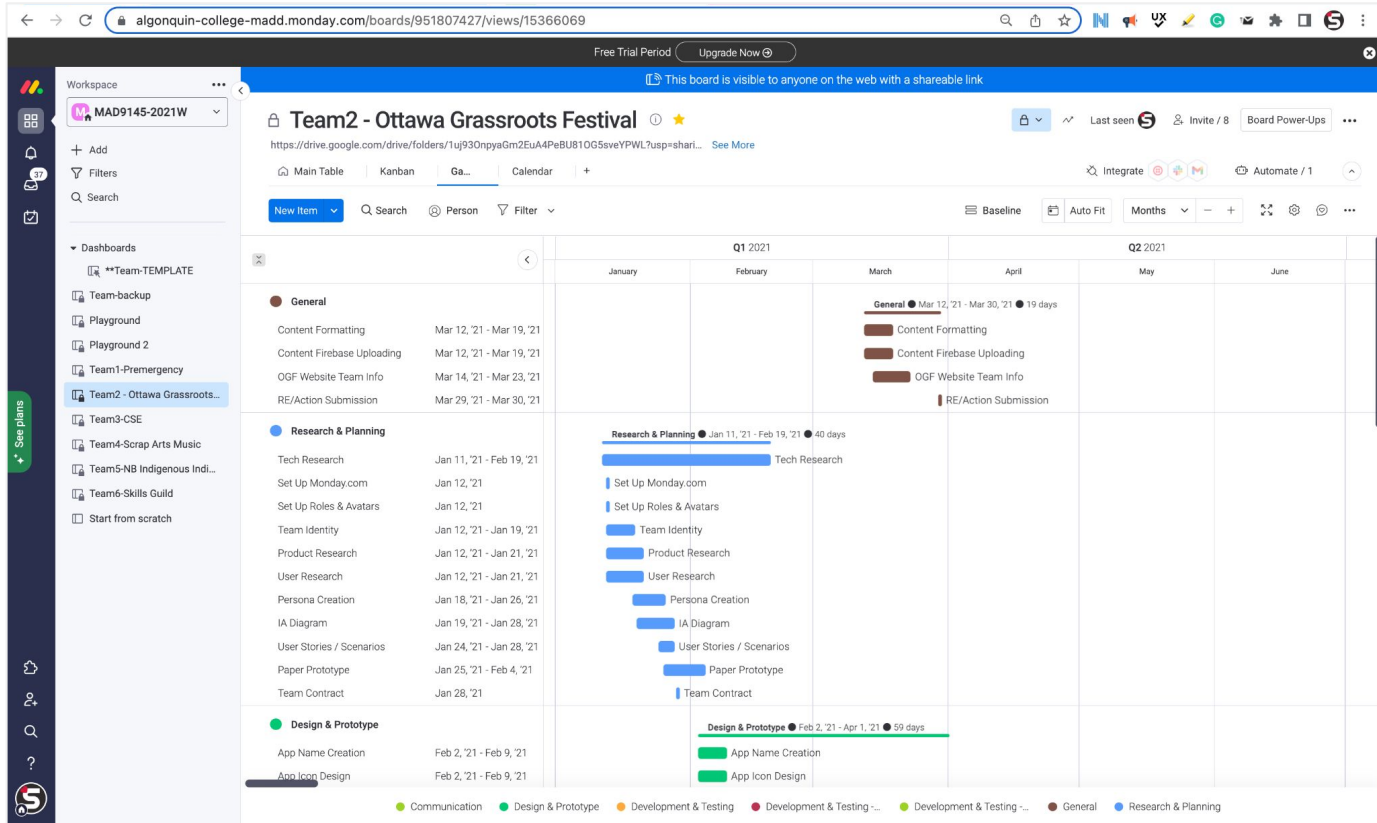 algonquin-college-madd.monday.com/boards/951807427/views/15366069
Free Trial Period Upgrade Now
This board is visible to anyone on the web with a shareable link
Workspace
M MAD9145-2021W
Add
Filters
Search
37
See plans
Dashboards
**Team-TEMPLATE
Team-backup
Playground
Playground 2
Team1-Premergency
Team2 - Ottawa Grassroots...
Team3-CSE
Team4-Scrap Arts Music
Team5-NB Indigenous Indi...
Team6-Skills Guild
Start from scratch
Team2 - Ottawa Grassroots Festival
Last seen Invite / 8 Board Power-Ups
https://drive.google.com/drive/folders/1uj93OnpyaGm2EuA4PeBU81OG5sveYPWL?usp=shari... See More
Main Table Kanban Ga... Calendar +
Integrate Automate / 1
New Item Search Person Filter
Baseline Auto Fit Months - +
Q1 2021 Q2 2021
January February March April May June
General General ● Mar 12, '21 - Mar 30, '21 ● 19 days
Content Formatting Mar 12, '21 - Mar 19, '21 Content Formatting
Content Firebase Uploading Mar 12, '21 - Mar 19, '21 Content Firebase Uploading
OGF Website Team Info Mar 14, '21 - Mar 23, '21 OGF Website Team Info
RE/Action Submission Mar 29, '21 - Mar 30, '21 RE/Action Submission
Research & Planning Research & Planning ● Jan 11, '21 - Feb 19, '21 ● 40 days
Tech Research Jan 11, '21 - Feb 19, '21 Tech Research
Set Up Monday.com Jan 12, '21 Set Up Monday.com
Set Up Roles & Avatars Jan 12, '21 Set Up Roles & Avatars
Team Identity Jan 12, '21 - Jan 19, '21 Team Identity
Product Research Jan 12, '21 - Jan 21, '21 Product Research
User Research Jan 12, '21 - Jan 21, '21 User Research
Persona Creation Jan 18, '21 - Jan 26, '21 Persona Creation
IA Diagram Jan 19, '21 - Jan 28, '21 IA Diagram
User Stories / Scenarios Jan 24, '21 - Jan 28, '21 User Stories / Scenarios
Paper Prototype Jan 25, '21 - Feb 4, '21 Paper Prototype
Team Contract Jan 28, '21 Team Contract
Design & Prototype Design & Prototype ● Feb 2, '21 - Apr 1, '21 ● 59 days
App Name Creation Feb 2, '21 - Feb 9, '21 App Name Creation
App Icon Design Feb 2, '21 - Feb 9, '21 App Icon Design
Communication Design & Prototype Development & Testing Development & Testing -... Development & Testing -... General Research & Planning